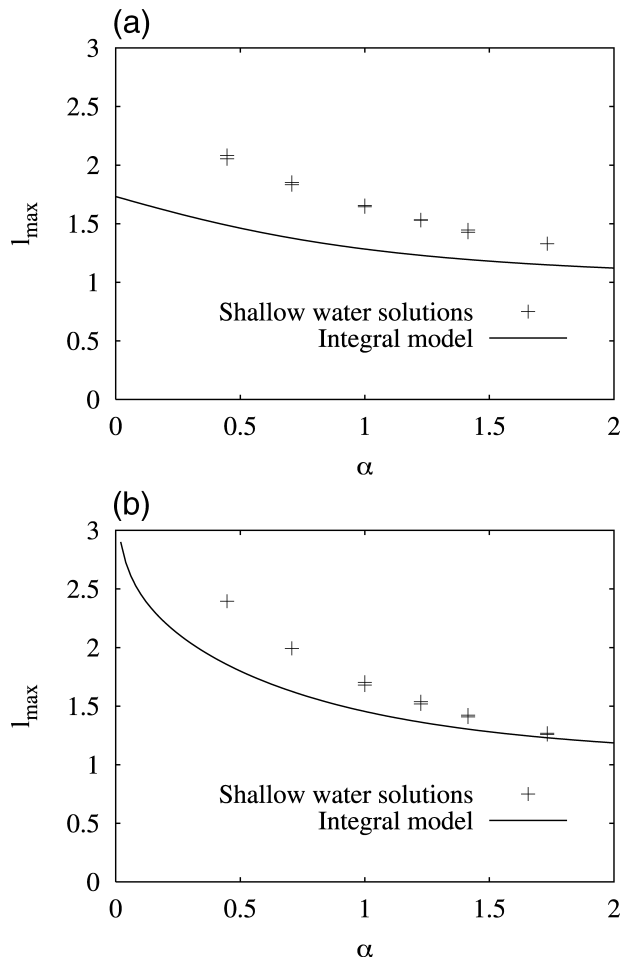 (a)
3
2.5
2
1.5
1
0.5
0
l_max
Shallow water solutions
Integral model
0 0.5 1 1.5 2
α
(b)
3
2.5
2
1.5
1
0.5
0
l_max
Shallow water solutions
Integral model
0 0.5 1 1.5 2
α